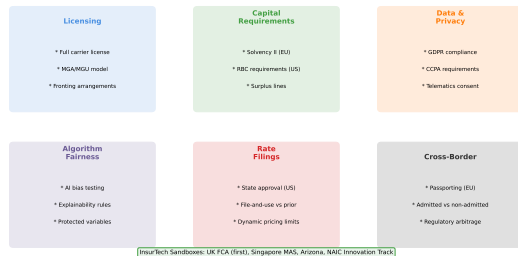 Licensing
* Full carrier license
* MGA/MGU model
* Fronting arrangements
Capital
Requirements
* Solvency II (EU)
* RBC requirements (US)
* Surplus lines
Data &
Privacy
* GDPR compliance
* CCPA requirements
* Telematics consent
Algorithm
Fairness
* AI bias testing
* Explainability rules
* Protected variables
Rate
Filings
* State approval (US)
* File-and-use vs prior
* Dynamic pricing limits
Cross-Border
* Passporting (EU)
* Admitted vs non-admitted
* Regulatory arbitrage
InsurTech Sandboxes: UK FCA (first), Singapore MAS, Arizona, NAIC Innovation Track